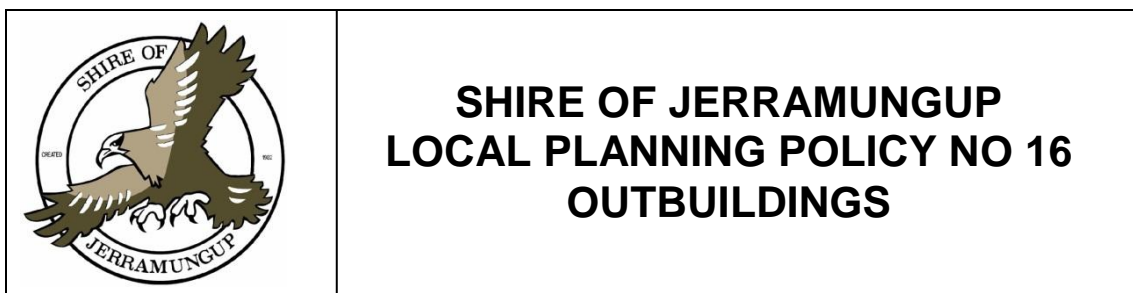 SHIRE OF
CREATED
1982
JERRAMUNGUP
SHIRE OF JERRAMUNGUP
LOCAL PLANNING POLICY NO 16
OUTBUILDINGS